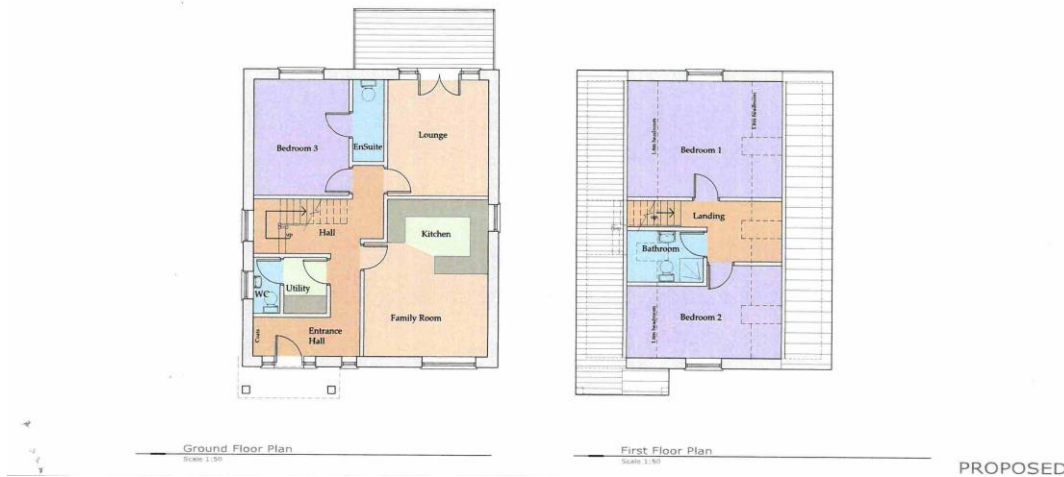 Bedroom 3
EnSuite
Lounge
Hall
Kitchen
WC
Utility
Family Room
Coats
Entrance
Hall
Ground Floor Plan
Scale 1:50
Bedroom 1
Landing
Bathroom
Bedroom 2
First Floor Plan
Scale 1:50
PROPOSED